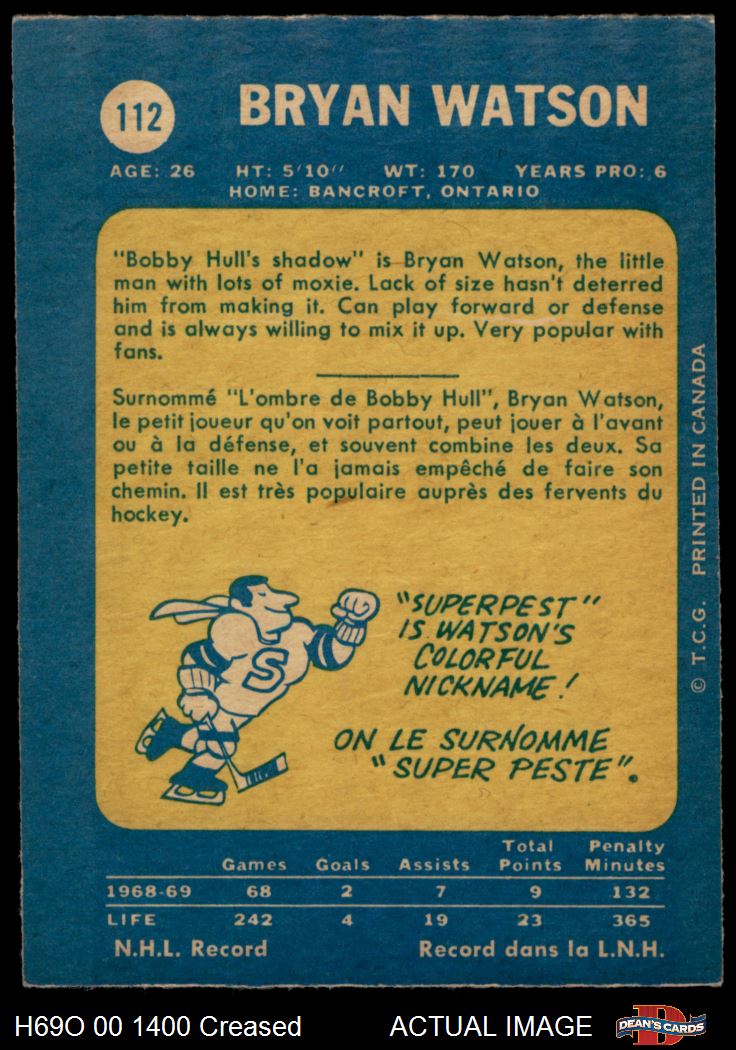 112
BRYAN WATSON
AGE: 26 HT: 5'10'' WT: 170 YEARS PRO: 6
HOME: BANCROFT, ONTARIO
"Bobby Hull's shadow" is Bryan Watson, the little
man with lots of moxie. Lack of size hasn't deterred
him from making it. Can play forward or defense
and is always willing to mix it up. Very popular with
fans.
Surnommé "L'ombre de Bobby Hull", Bryan Watson,
le petit joueur qu'on voit partout, peut jouer à l'avant
ou à la défense, et souvent combine les deux. Sa
petite taille ne l'a jamais empêché de faire son
chemin. Il est très populaire auprès des fervents du
hockey.
S
"SUPERPEST"
IS WATSON'S
COLORFUL
NICKNAME!
ON LE SURNOMME
"SUPER PESTE".
© T.C.G. PRINTED IN CANADA
Games Goals Assists Total Points Penalty Minutes
1968-69 68 2 7 9 132
LIFE 242 4 19 23 365
N.H.L. Record Record dans la L.N.H.
H69O 00 1400 Creased ACTUAL IMAGE D DEAN'S CARDS